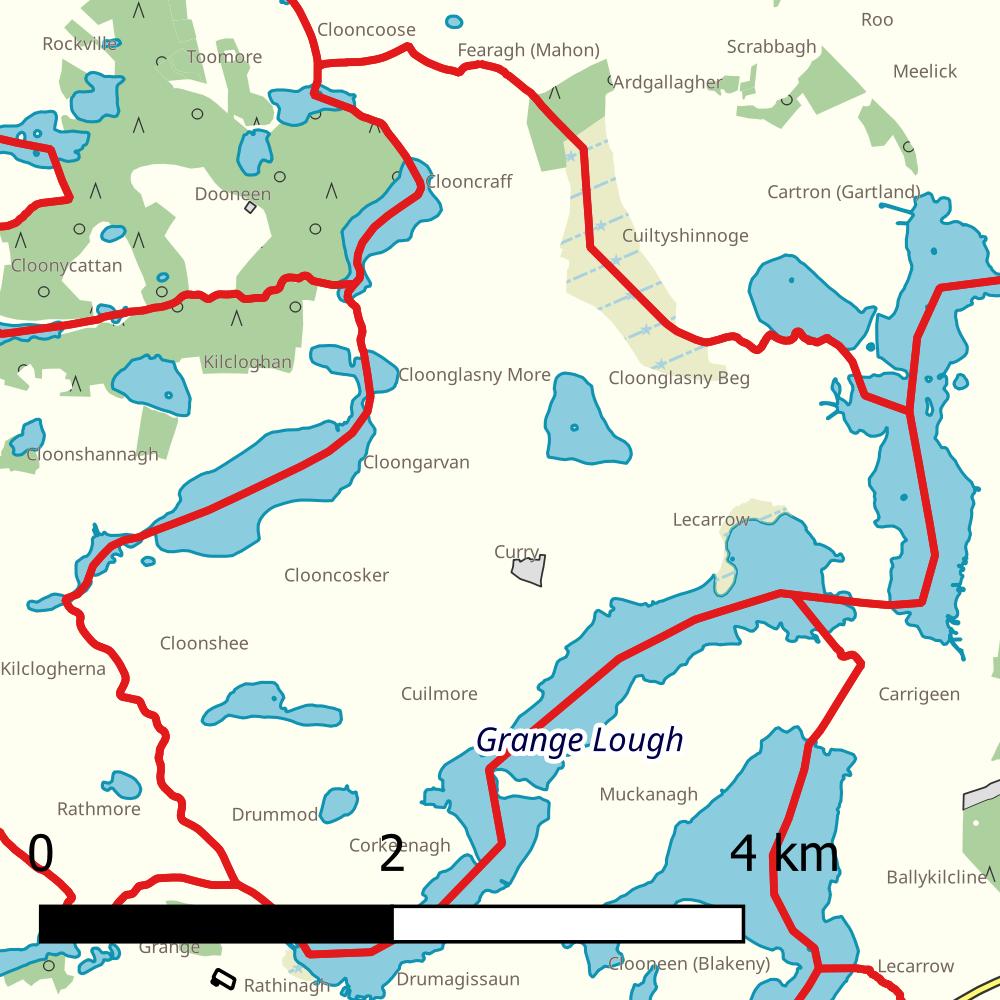 Roo
Clooncoose
Rockville
Toomore
Fearagh (Mahon)
Scrabbagh
Meelick
Ardgallagher
Clooncraff
Dooneen
Cartron (Gartland)
Cuiltyshinnoge
Cloonycattan
Kilcloghan
Cloonglasny More
Cloonglasny Beg
Cloonshannagh
Cloongarvan
Lecarrow
Curry
Clooncosker
Cloonshee
Kilclogherna
Cuilmore
Carrigeen
Grange Lough
Muckanagh
Rathmore
Drummod
Corkeenagh
0 2 4 km
Ballykilcline
Grange
Clooneen (Blakeny)
Lecarrow
Rathinagh
Drumagissaun